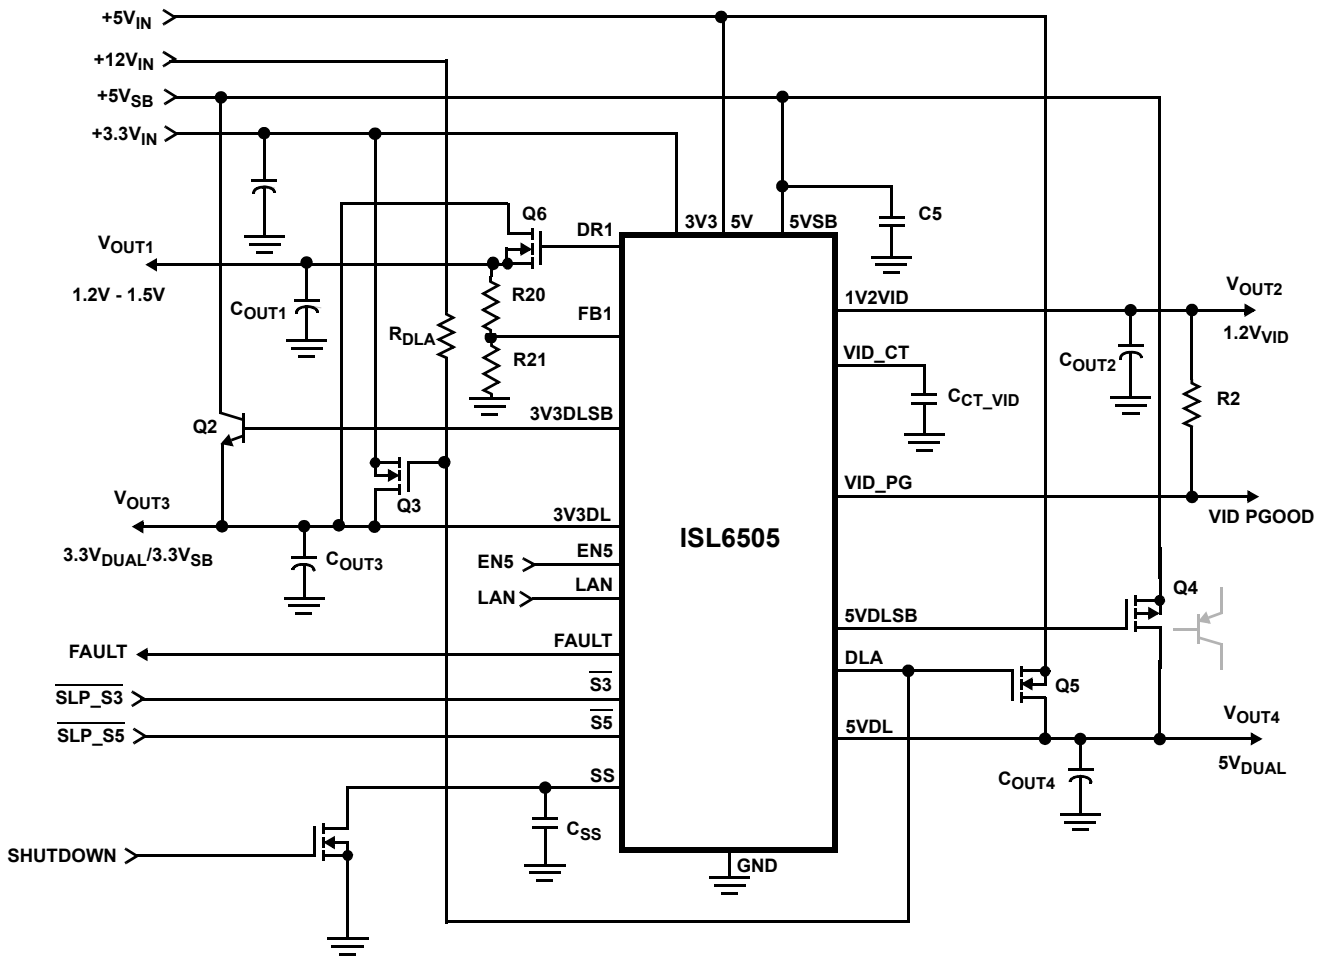 +5VIN
+12VIN
+5VSB
+3.3VIN
Q6
DR1
3V3
5V
5VSB
C5
VOUT1
1.2V - 1.5V
COUT1
R20
FB1
RDLA
R21
1V2VID
VOUT2
1.2VVID
VID_CT
COUT2
CCT_VID
R2
Q2
3V3DLSB
VID_PG
VID PGOOD
Q3
VOUT3
3V3DL
3.3VDUAL/3.3VSB
COUT3
ISL6505
EN5
EN5
LAN
LAN
Q4
5VDLSB
FAULT
FAULT
DLA
SLP_S3
S3
Q5
SLP_S5
S5
5VDL
VOUT4
5VDUAL
COUT4
SS
CSS
SHUTDOWN
GND